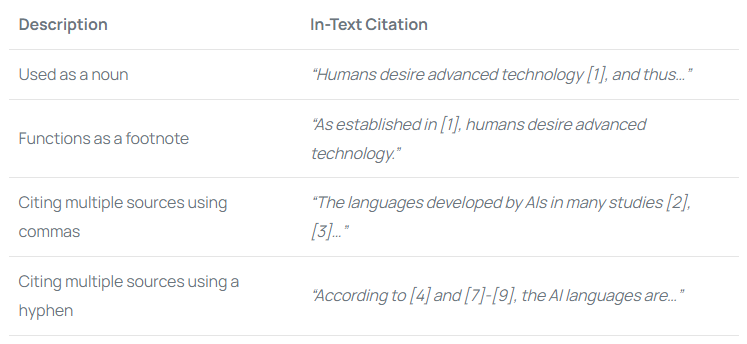 Description In-Text Citation
Used as a noun “Humans desire advanced technology [1], and thus…”
Functions as a footnote “As established in [1], humans desire advanced
technology.”
Citing multiple sources using “The languages developed by AIs in many studies [2],
commas [3]…”
Citing multiple sources using a “According to [4] and [7]-[9], the AI languages are…”
hyphen